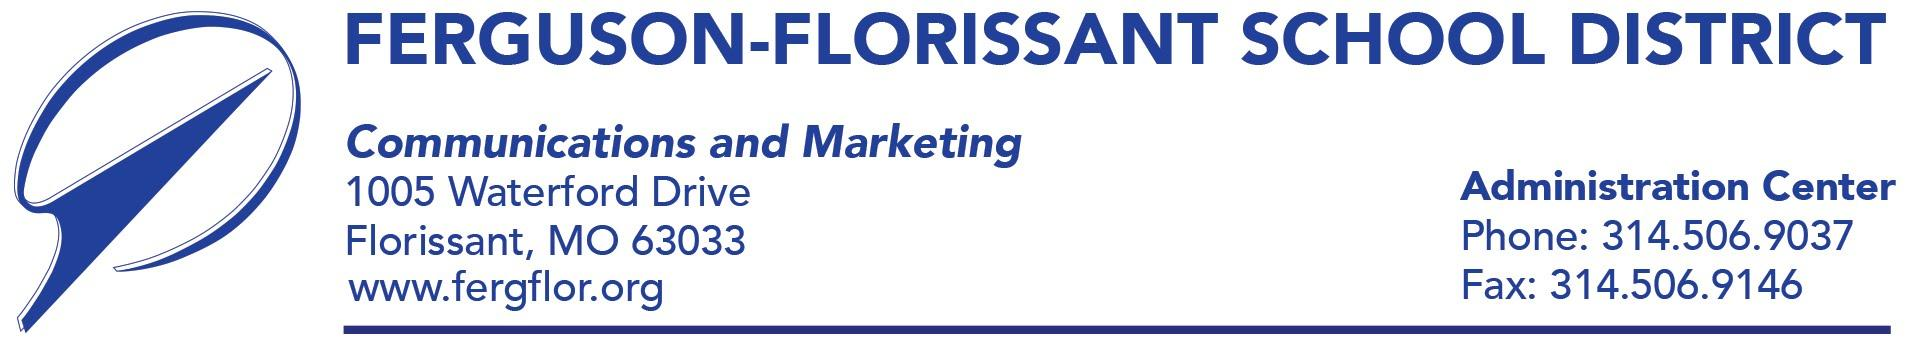 FERGUSON-FLORISSANT SCHOOL DISTRICT
Communications and Marketing
1005 Waterford Drive
Florissant, MO 63033
www.fergflor.org
Administration Center
Phone: 314.506.9037
Fax: 314.506.9146